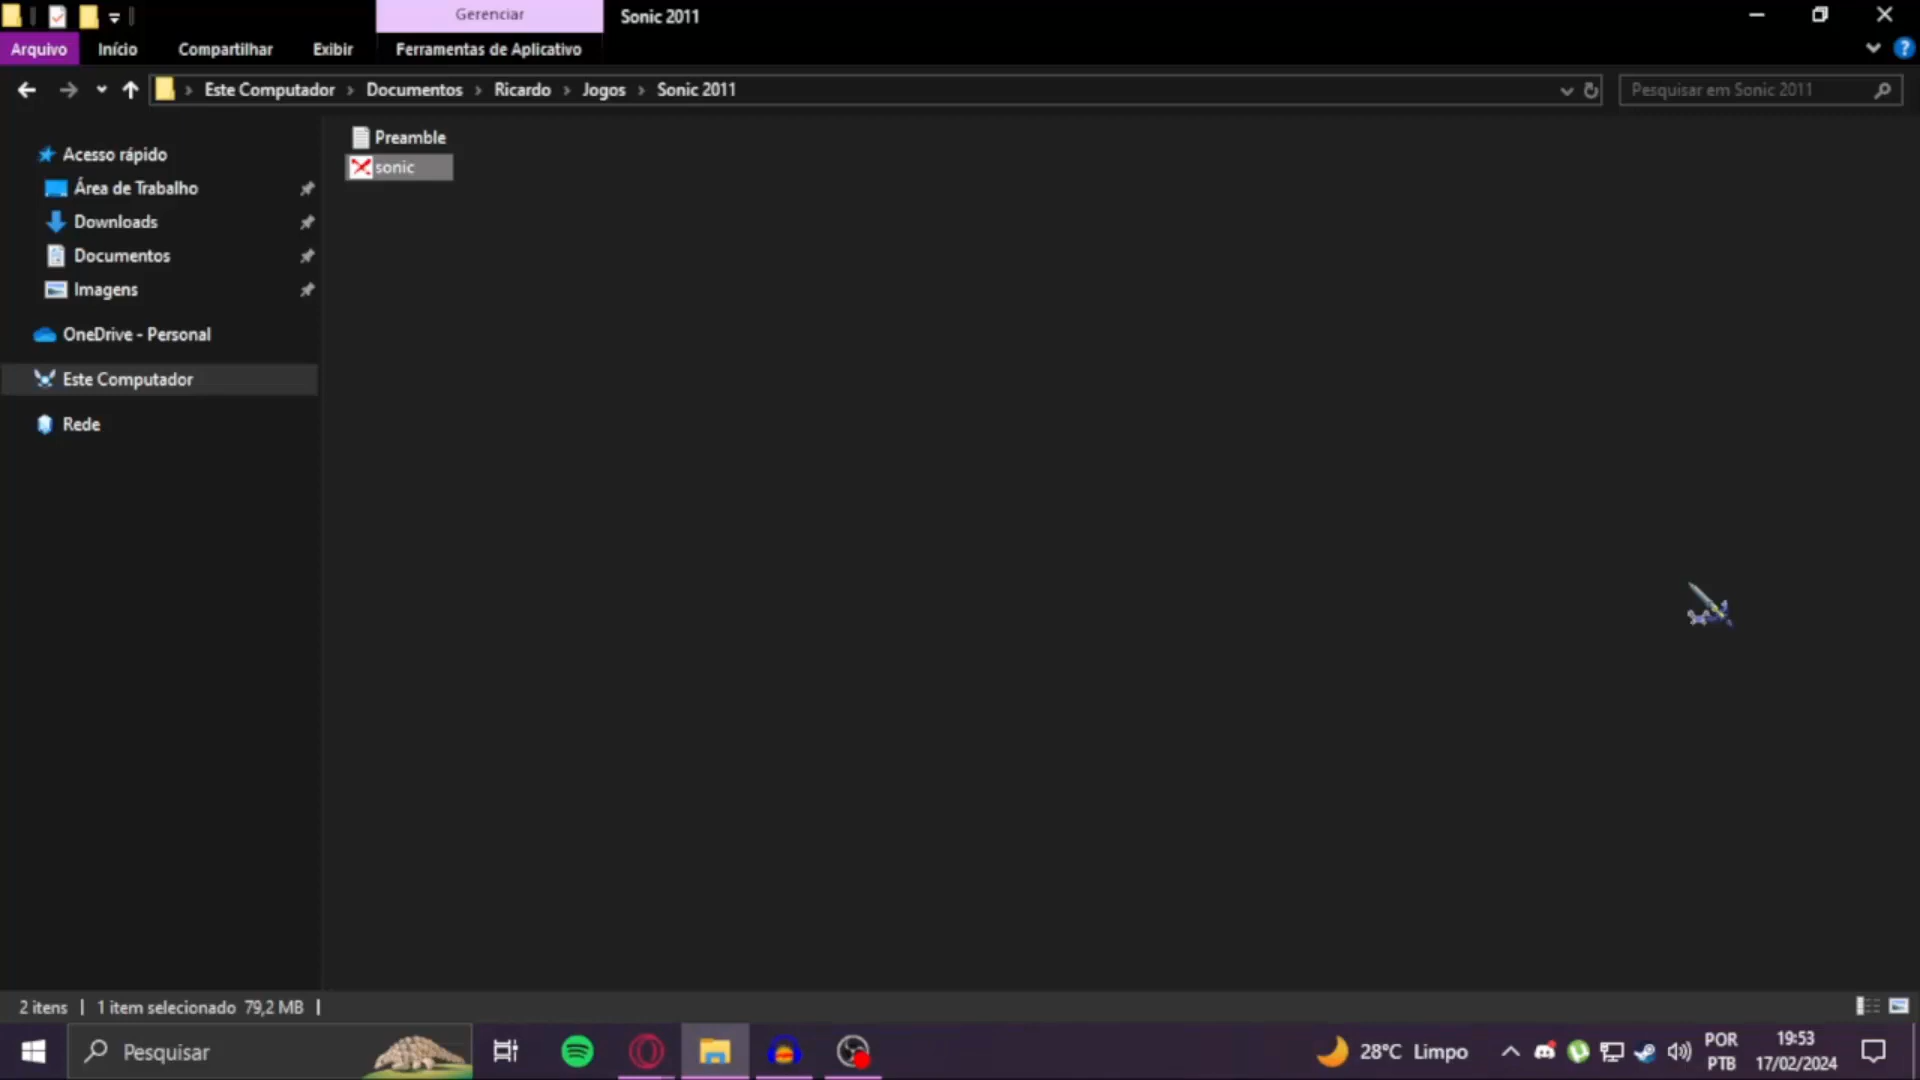 Gerenciar
Sonic 2011
Arquivo
Início
Compartilhar
Exibir
Ferramentas de Aplicativo
?
Este Computador > Documentos > Ricardo > Jogos > Sonic 2011
Pesquisar em Sonic 2011
Acesso rápido
Área de Trabalho
Downloads
Documentos
Imagens
OneDrive - Personal
Este Computador
Rede
Preamble
sonic
2 itens
1 item selecionado 79,2 MB
Pesquisar
28°C Limpo
POR
PTB
19:53
17/02/2024